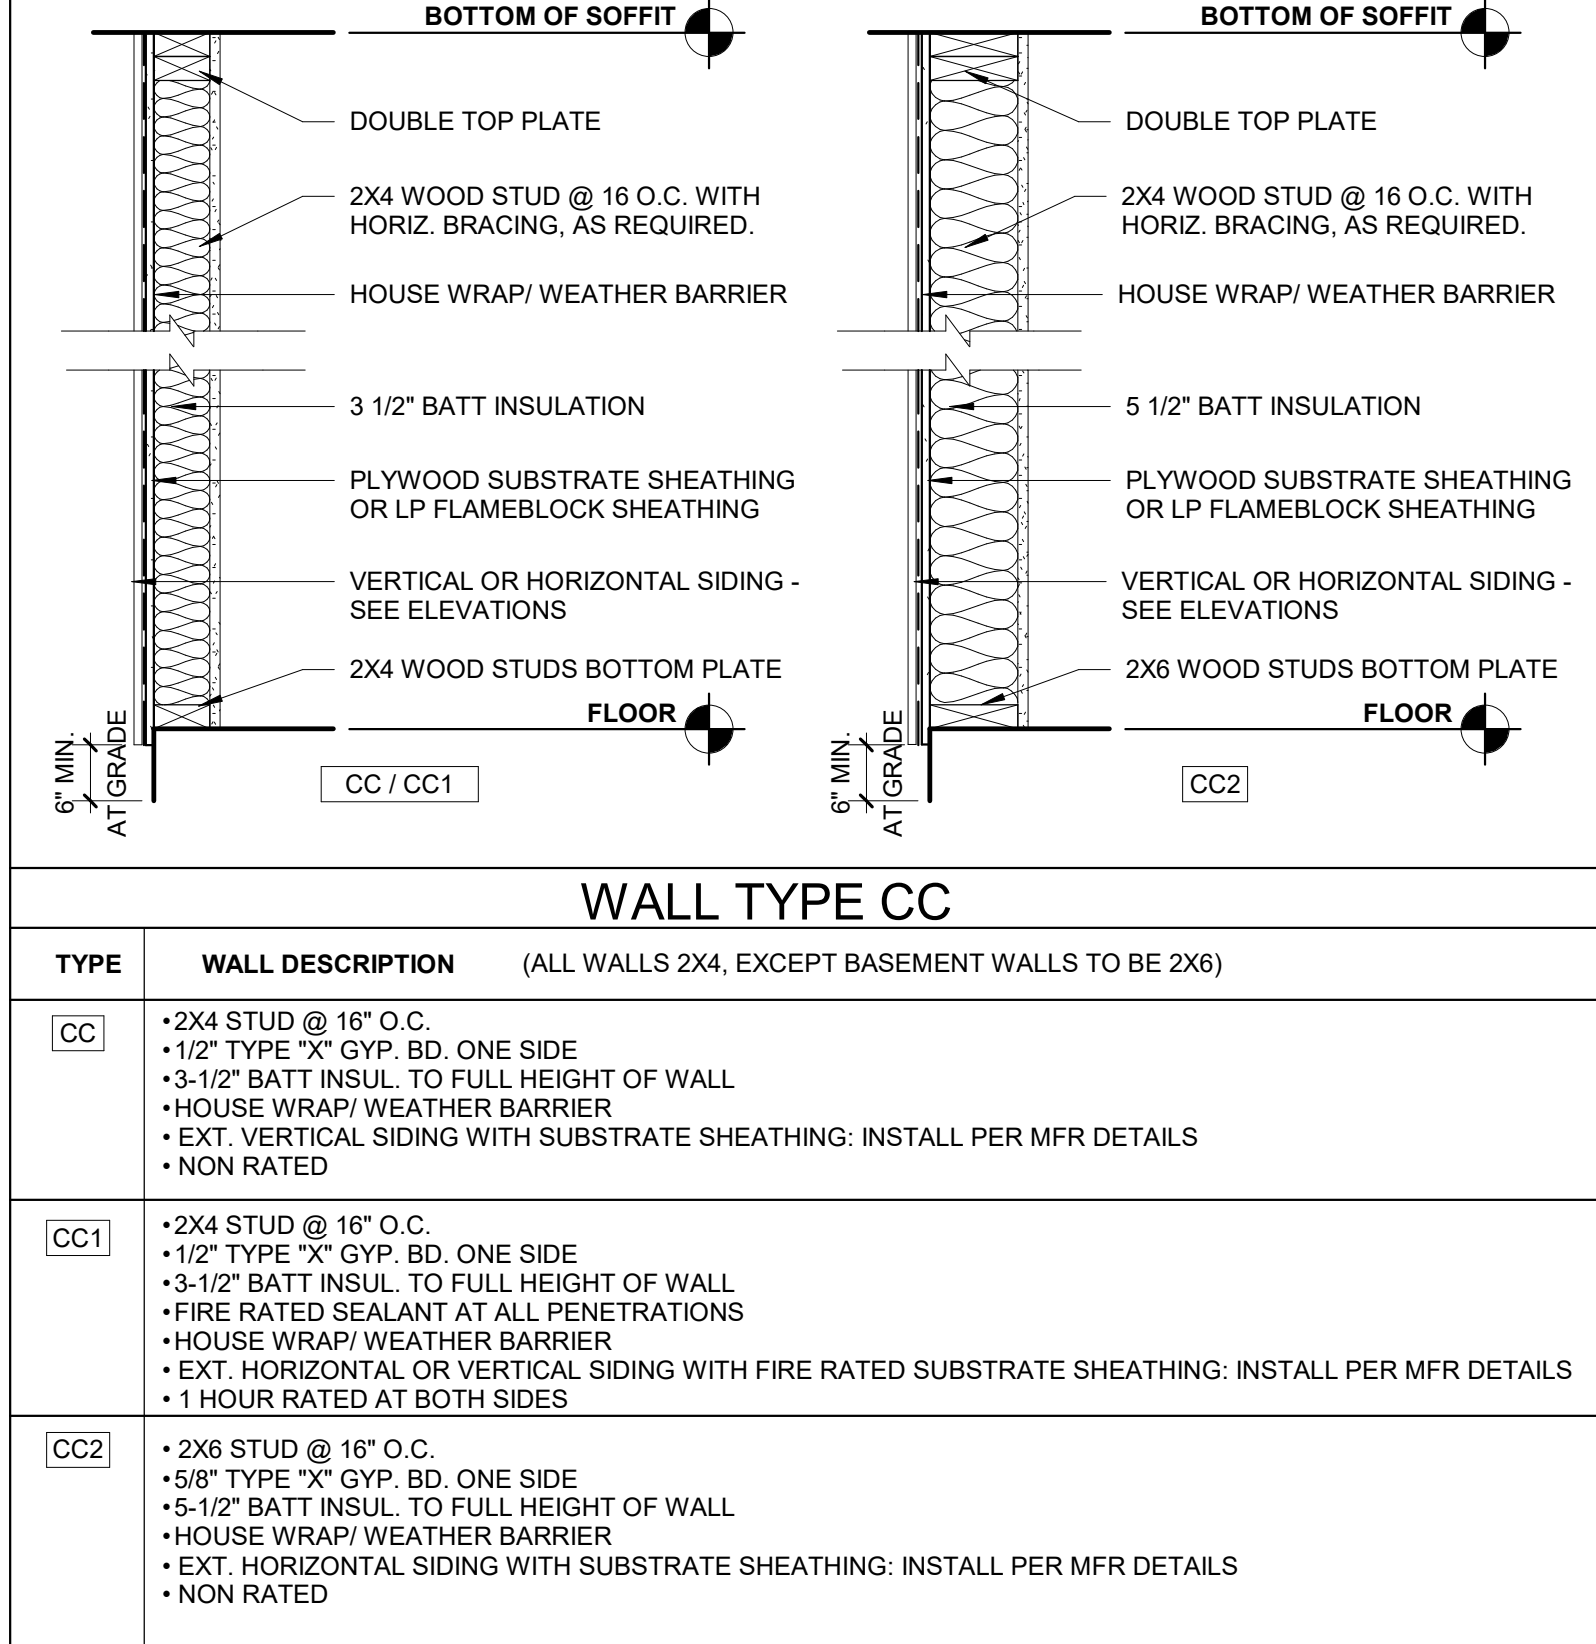 BOTTOM OF SOFFIT
DOUBLE TOP PLATE
2X4 WOOD STUD @ 16 O.C. WITH
HORIZ. BRACING, AS REQUIRED.
HOUSE WRAP/ WEATHER BARRIER
3 1/2" BATT INSULATION
PLYWOOD SUBSTRATE SHEATHING
OR LP FLAMEBLOCK SHEATHING
VERTICAL OR HORIZONTAL SIDING -
SEE ELEVATIONS
2X4 WOOD STUDS BOTTOM PLATE
FLOOR
6" MIN.
AT GRADE
CC / CC1
BOTTOM OF SOFFIT
DOUBLE TOP PLATE
2X4 WOOD STUD @ 16 O.C. WITH
HORIZ. BRACING, AS REQUIRED.
HOUSE WRAP/ WEATHER BARRIER
5 1/2" BATT INSULATION
PLYWOOD SUBSTRATE SHEATHING
OR LP FLAMEBLOCK SHEATHING
VERTICAL OR HORIZONTAL SIDING -
SEE ELEVATIONS
2X6 WOOD STUDS BOTTOM PLATE
FLOOR
6" MIN.
AT GRADE
CC2
WALL TYPE CC
TYPE WALL DESCRIPTION (ALL WALLS 2X4, EXCEPT BASEMENT WALLS TO BE 2X6)
CC
• 2X4 STUD @ 16" O.C.
• 1/2" TYPE "X" GYP. BD. ONE SIDE
• 3-1/2" BATT INSUL. TO FULL HEIGHT OF WALL
• HOUSE WRAP/ WEATHER BARRIER
• EXT. VERTICAL SIDING WITH SUBSTRATE SHEATHING: INSTALL PER MFR DETAILS
• NON RATED
CC1
• 2X4 STUD @ 16" O.C.
• 1/2" TYPE "X" GYP. BD. ONE SIDE
• 3-1/2" BATT INSUL. TO FULL HEIGHT OF WALL
• FIRE RATED SEALANT AT ALL PENETRATIONS
• HOUSE WRAP/ WEATHER BARRIER
• EXT. HORIZONTAL OR VERTICAL SIDING WITH FIRE RATED SUBSTRATE SHEATHING: INSTALL PER MFR DETAILS
• 1 HOUR RATED AT BOTH SIDES
CC2
• 2X6 STUD @ 16" O.C.
• 5/8" TYPE "X" GYP. BD. ONE SIDE
• 5-1/2" BATT INSUL. TO FULL HEIGHT OF WALL
• HOUSE WRAP/ WEATHER BARRIER
• EXT. HORIZONTAL SIDING WITH SUBSTRATE SHEATHING: INSTALL PER MFR DETAILS
• NON RATED